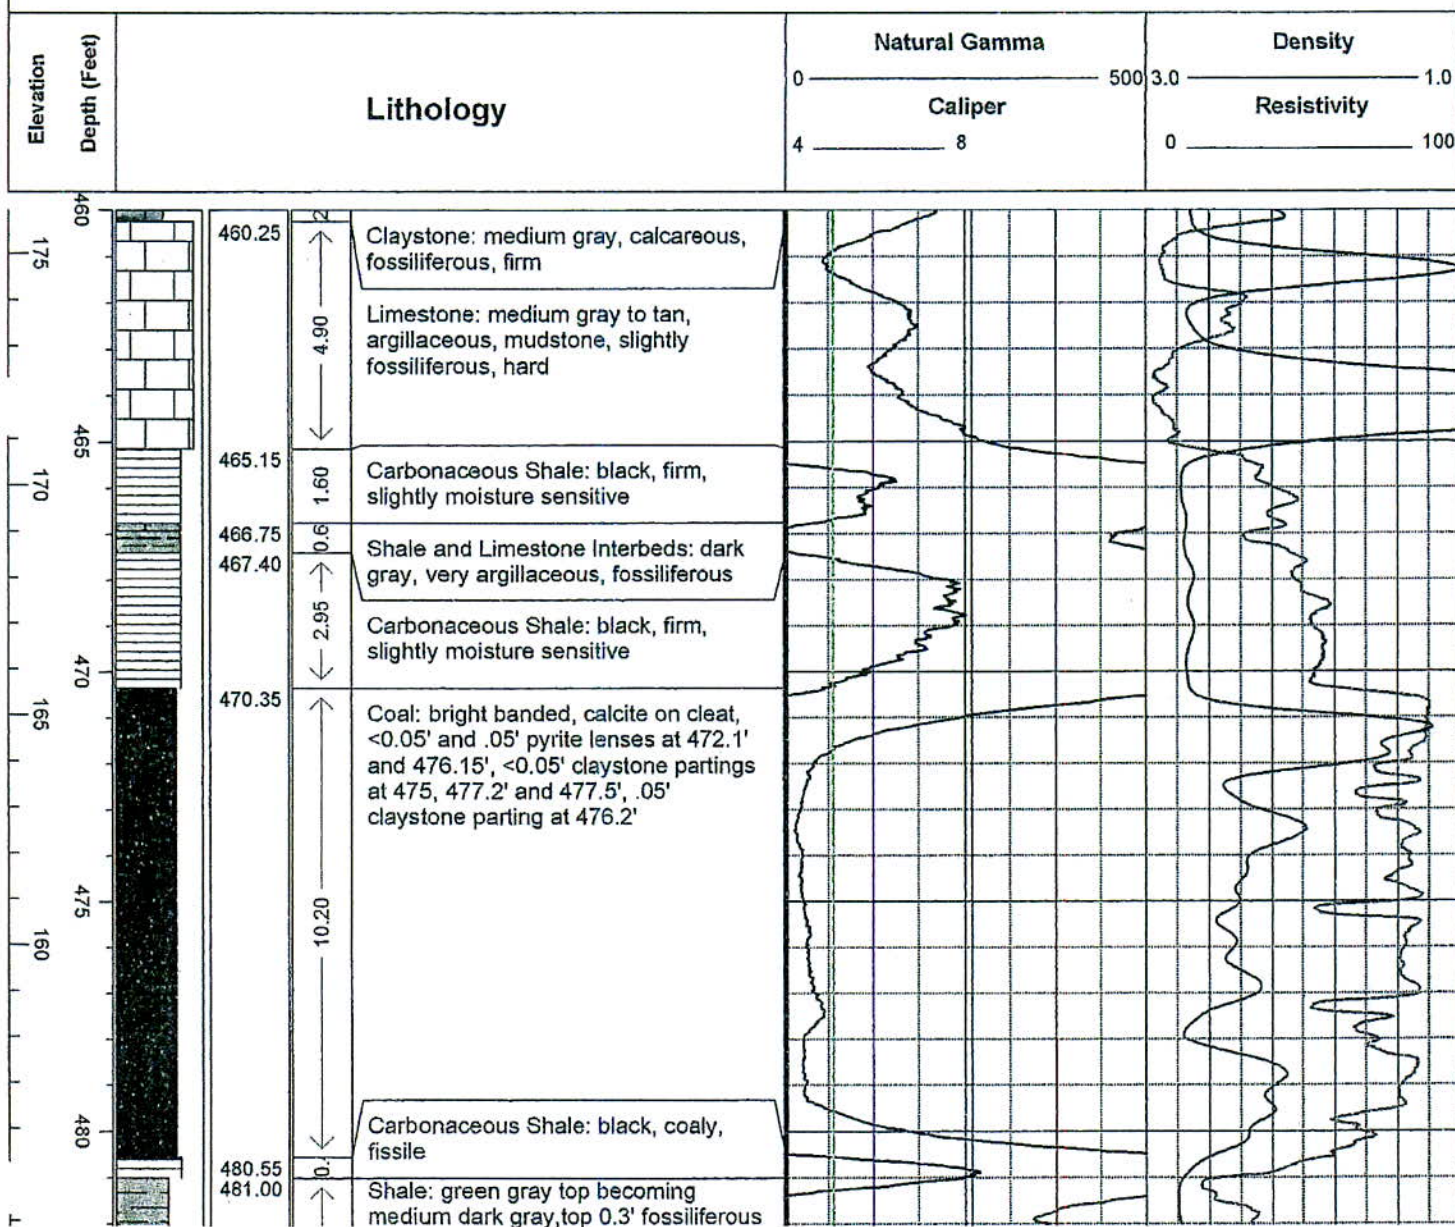 Elevation
Depth (Feet)
Lithology
Natural Gamma
0 500
Caliper
4 8
Density
3.0 1.0
Resistivity
0 100
460
465
470
475
480
175
170
165
160
460.25
465.15
466.75
467.40
470.35
480.55
481.00
2
4.90
1.60
0.6
2.95
10.20
0.
Claystone: medium gray, calcareous,
fossiliferous, firm
Limestone: medium gray to tan,
argillaceous, mudstone, slightly
fossiliferous, hard
Carbonaceous Shale: black, firm,
slightly moisture sensitive
Shale and Limestone Interbeds: dark
gray, very argillaceous, fossiliferous
Carbonaceous Shale: black, firm,
slightly moisture sensitive
Coal: bright banded, calcite on cleat,
<0.05' and .05' pyrite lenses at 472.1'
and 476.15', <0.05' claystone partings
at 475, 477.2' and 477.5', .05'
claystone parting at 476.2'
Carbonaceous Shale: black, coaly,
fissile
Shale: green gray top becoming
medium dark gray,top 0.3' fossiliferous